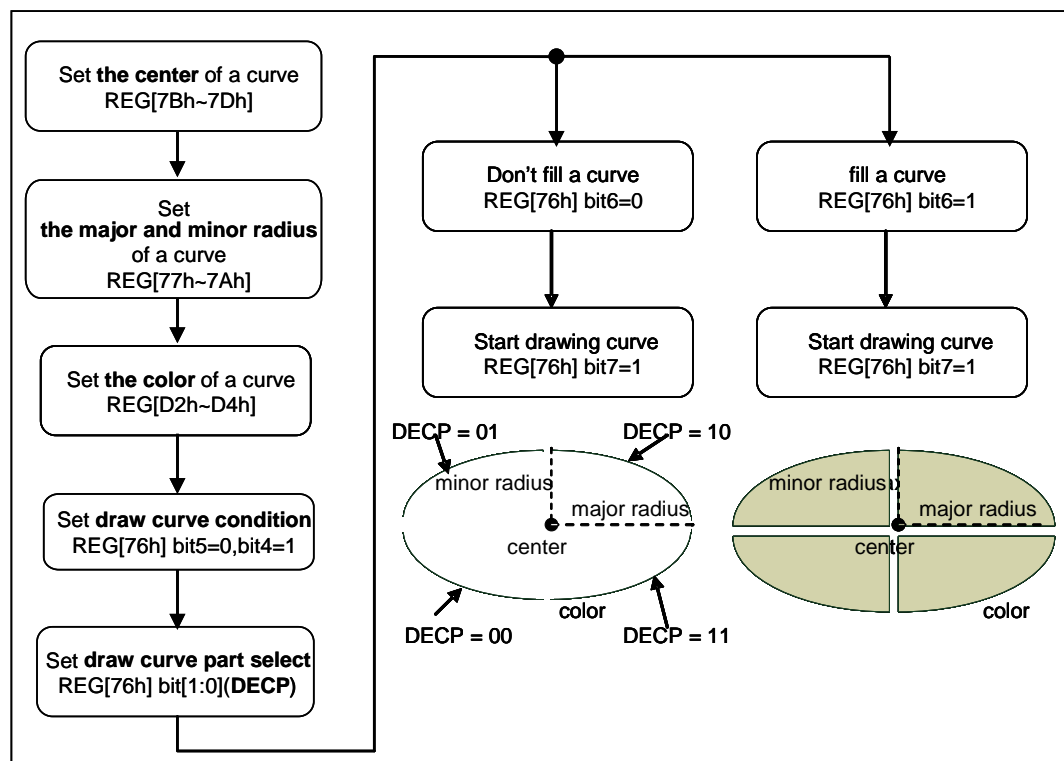 Set the center of a curve
REG[7Bh~7Dh]
Set
the major and minor radius
of a curve
REG[77h~7Ah]
Set the color of a curve
REG[D2h~D4h]
Set draw curve condition
REG[76h] bit5=0,bit4=1
Set draw curve part select
REG[76h] bit[1:0](DECP)
Don't fill a curve
REG[76h] bit6=0
Start drawing curve
REG[76h] bit7=1
DECP = 01
DECP = 10
minor radius
major radius
center
color
DECP = 00
DECP = 11
fill a curve
REG[76h] bit6=1
Start drawing curve
REG[76h] bit7=1
minor radius
major radius
center
color